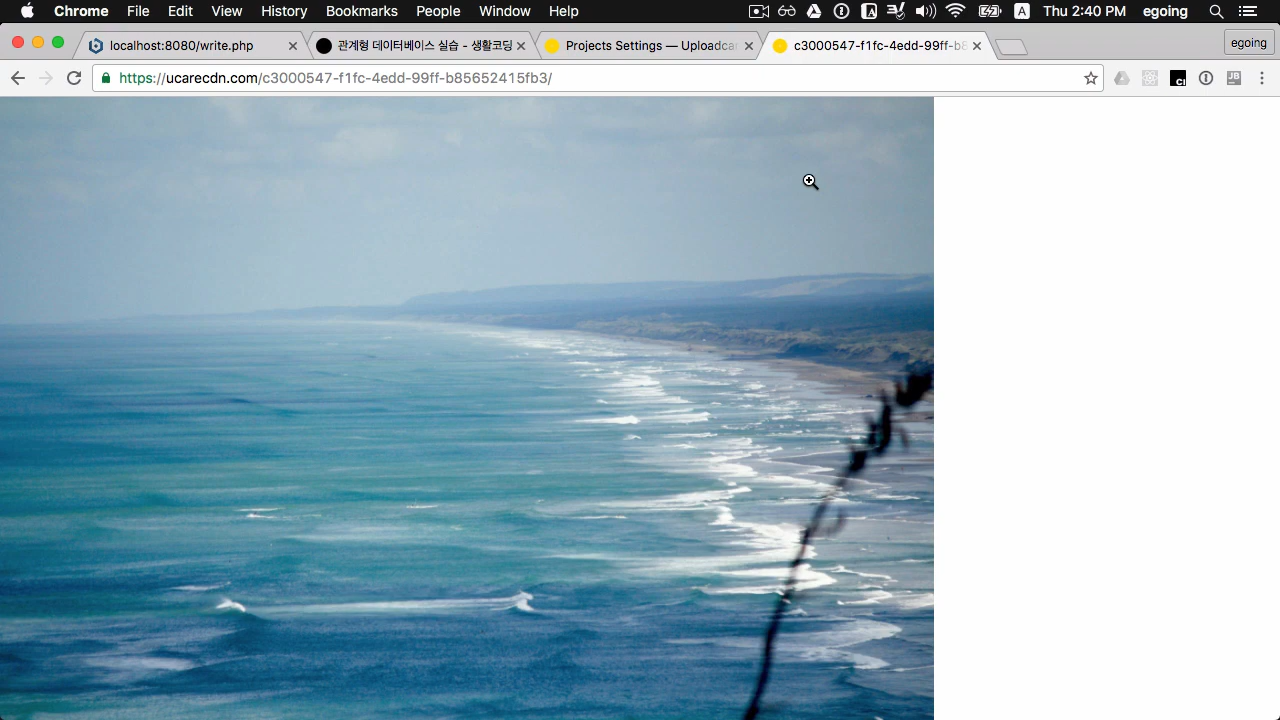 Chrome File Edit View History Bookmarks People Window Help Thu 2:40 PM egoing
localhost:8080/write.php 관계형 데이터베이스 실습 - 생활코딩 Projects Settings — Uploadca c3000547-f1fc-4edd-99ff-b8 egoing
https://ucarecdn.com/c3000547-f1fc-4edd-99ff-b85652415fb3/